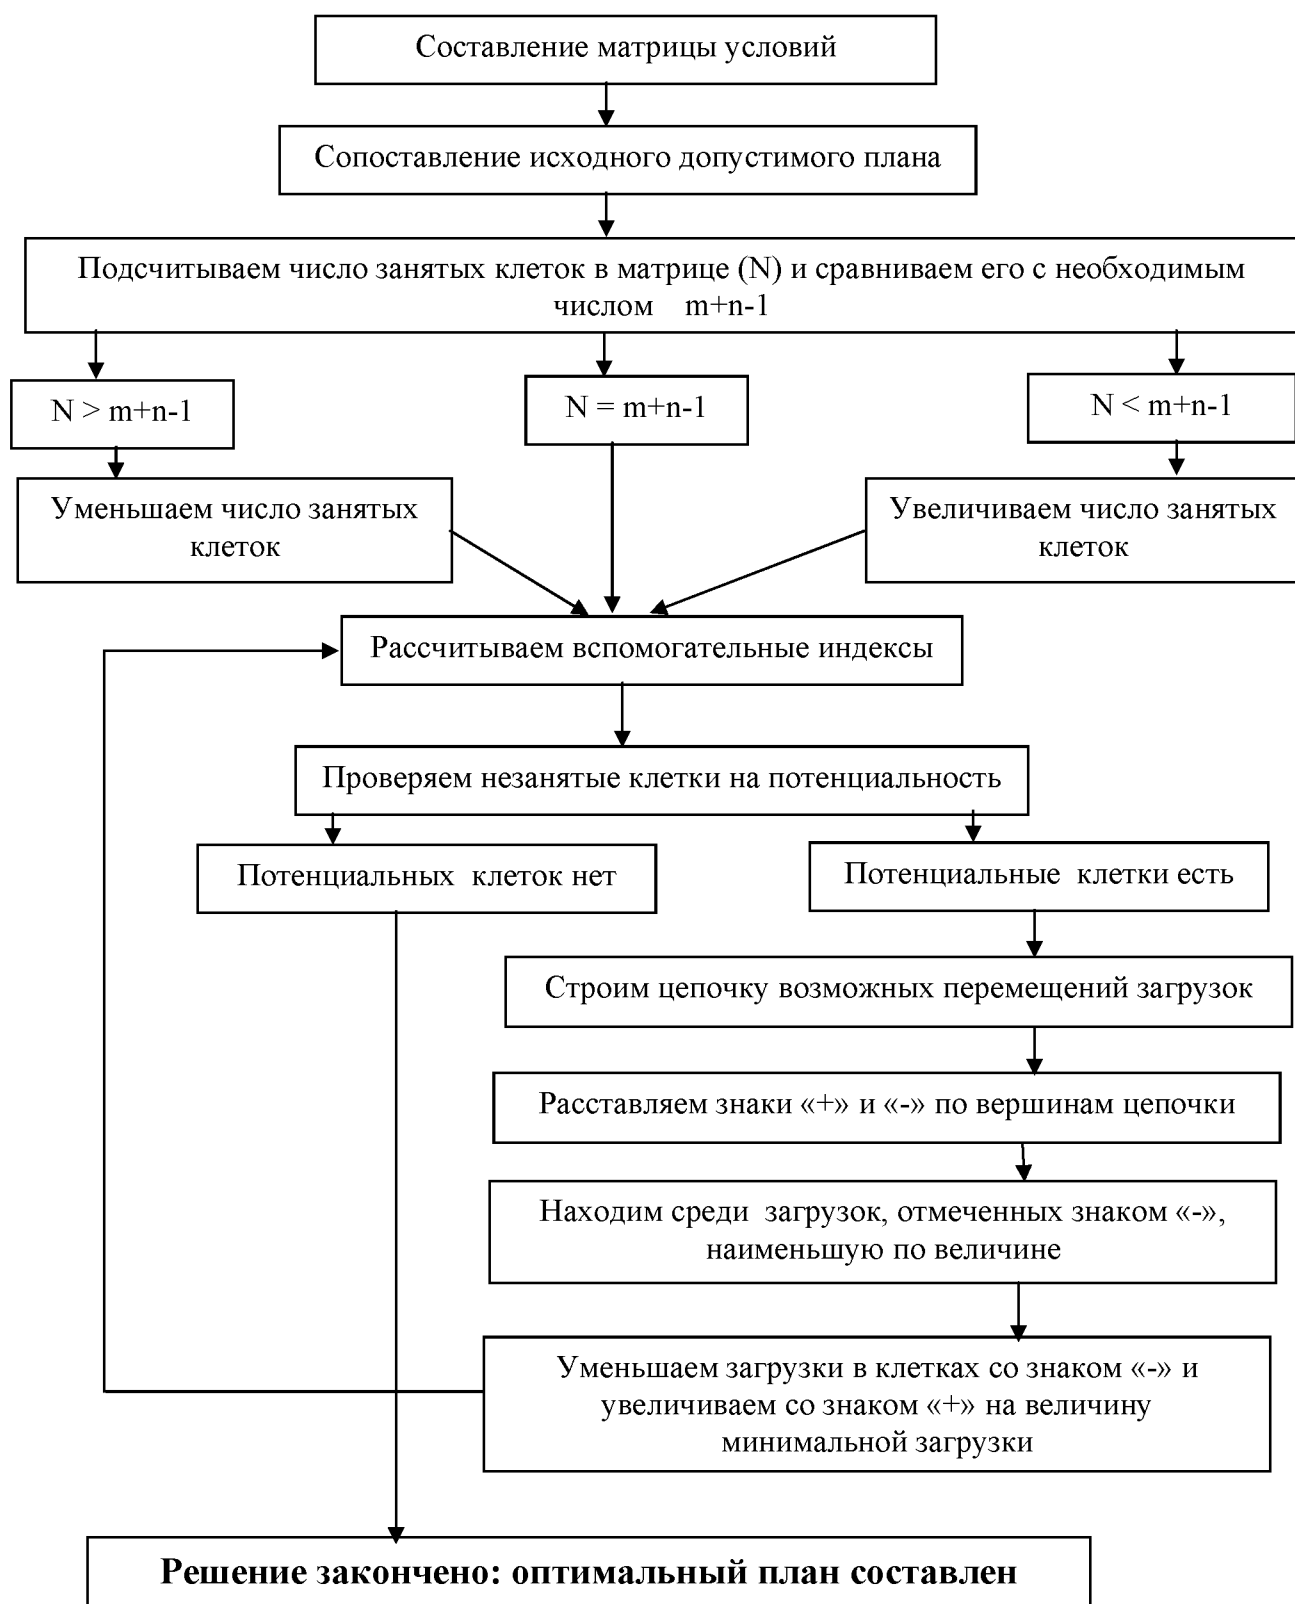 Составление матрицы условий
Сопоставление исходного допустимого плана
Подсчитываем число занятых клеток в матрице (N) и сравниваем его с необходимым
числом m+n-1
N > m+n-1
N = m+n-1
N < m+n-1
Уменьшаем число занятых
клеток
Увеличиваем число занятых
клеток
Рассчитываем вспомогательные индексы
Проверяем незанятые клетки на потенциальность
Потенциальных клеток нет
Потенциальные клетки есть
Строим цепочку возможных перемещений загрузок
Расставляем знаки «+» и «-» по вершинам цепочки
Находим среди загрузок, отмеченных знаком «-»,
наименьшую по величине
Уменьшаем загрузки в клетках со знаком «-» и
увеличиваем со знаком «+» на величину
минимальной загрузки
Решение закончено: оптимальный план составлен